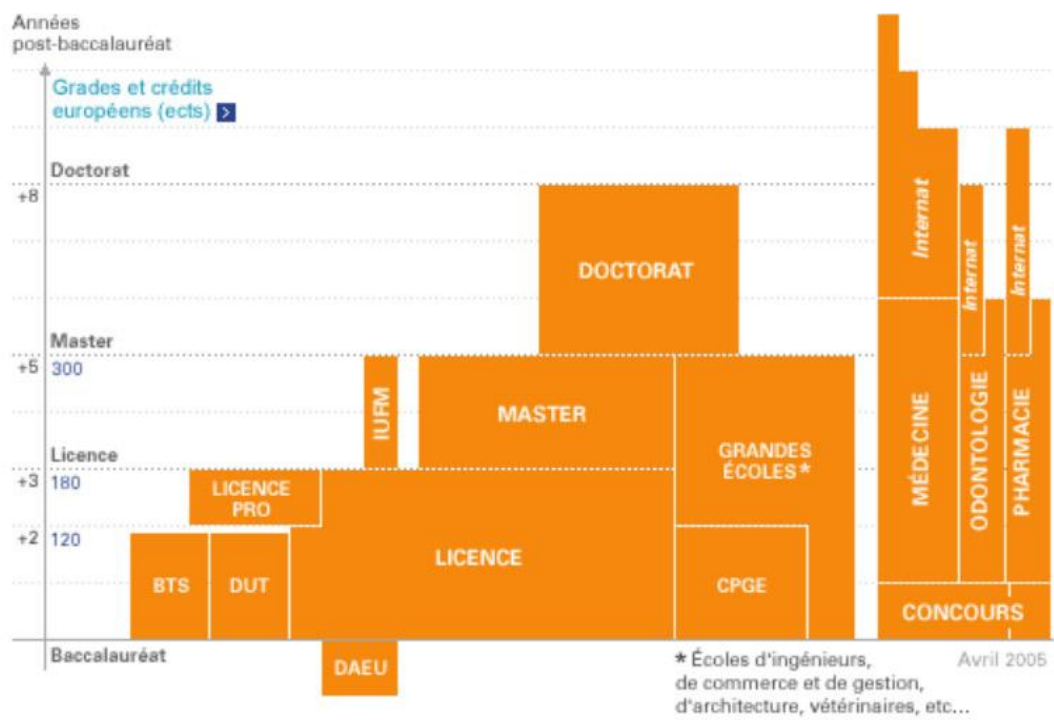 Années
post-baccalauréat
Grades et crédits
européens (ects) >
Doctorat
+8
DOCTORAT
Internat
Internat
Internat
Master
+5 300
IUFM
MASTER
GRANDES
ÉCOLES*
MÉDECINE
ODONTOLOGIE
PHARMACIE
Licence
+3 180
LICENCE
PRO
+2 120
LICENCE
BTS
DUT
CPGE
CONCOURS
Baccalauréat
DAEU
* Écoles d'ingénieurs,
de commerce et de gestion,
d'architecture, vétérinaires, etc...
Avril 2005